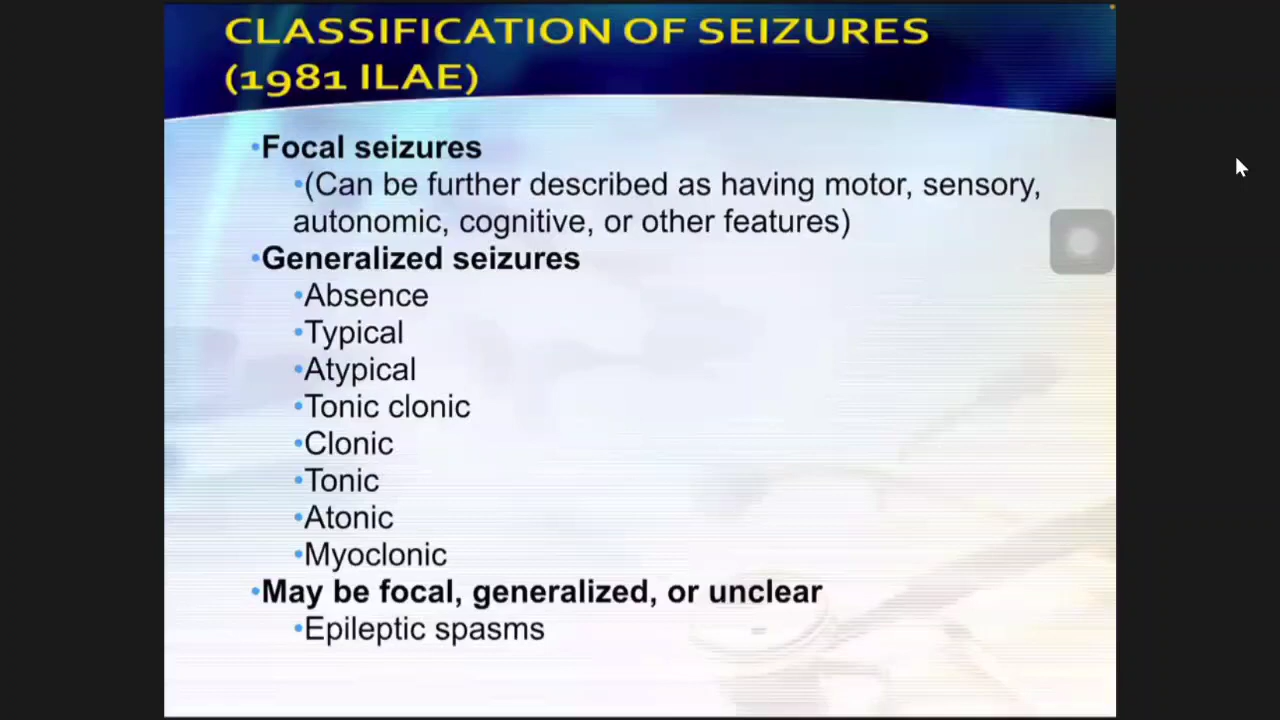 CLASSIFICATION OF SEIZURES
(1981 ILAE)
•Focal seizures
•(Can be further described as having motor, sensory,
autonomic, cognitive, or other features)
•Generalized seizures
•Absence
•Typical
•Atypical
•Tonic clonic
•Clonic
•Tonic
•Atonic
•Myoclonic
•May be focal, generalized, or unclear
•Epileptic spasms